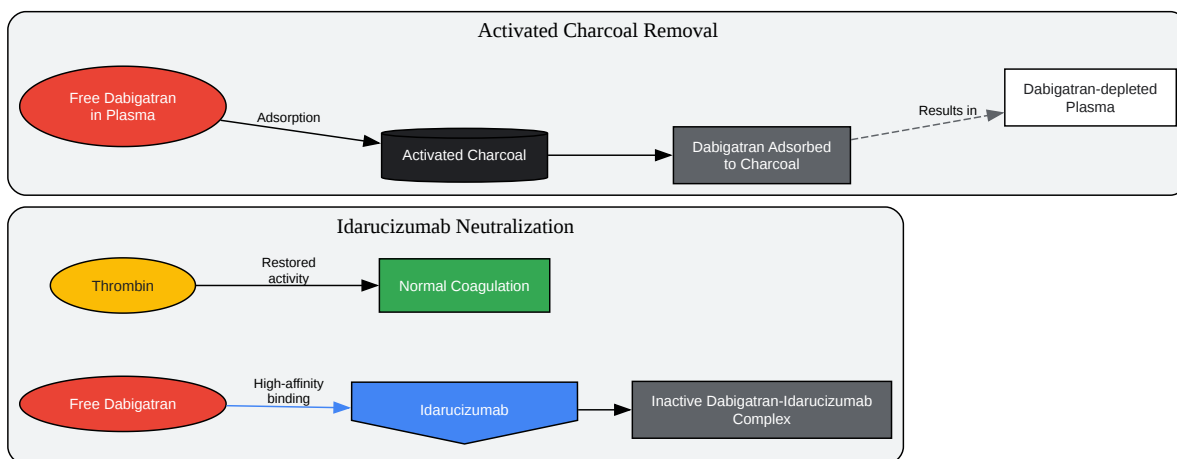 Activated Charcoal Removal
Free Dabigatran
in Plasma
Adsorption
Activated Charcoal
Dabigatran Adsorbed
to Charcoal
Results in
Dabigatran-depleted
Plasma
Idarucizumab Neutralization
Thrombin
Restored
activity
Normal Coagulation
Free Dabigatran
High-affinity
binding
Idarucizumab
Inactive Dabigatran-Idarucizumab
Complex